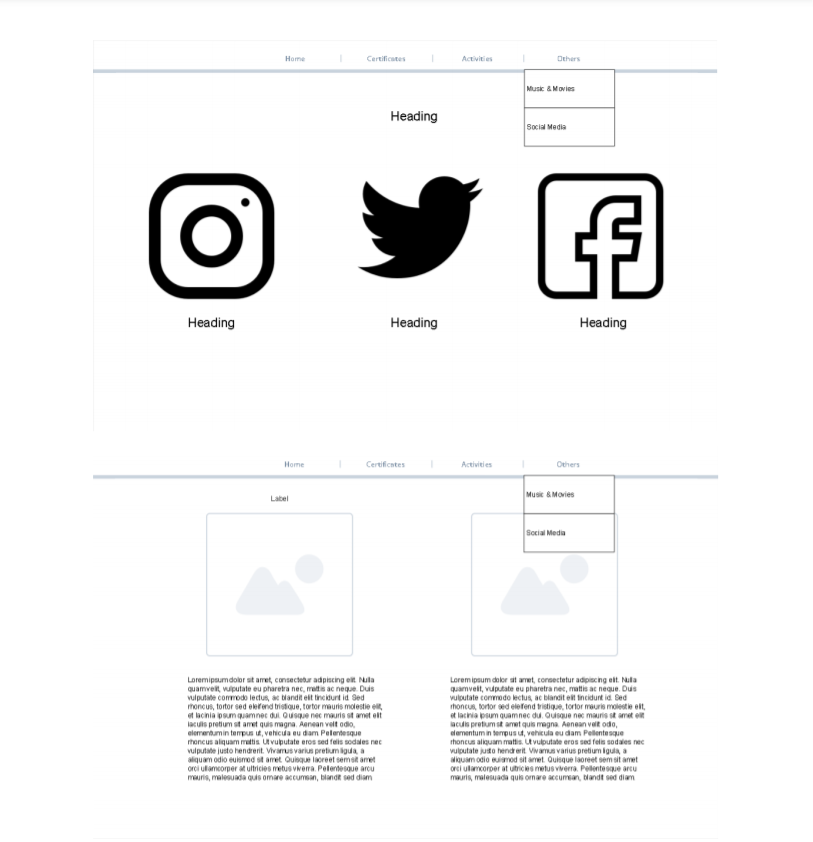 Home | Certificates | Activities | Others
Music & Movies
Heading
Social Media
Heading Heading Heading
Home | Certificates | Activities | Others
Music & Movies
Label
Social Media
Lorem ipsum dolor sit amet, consectetur adipiscing elit. Nulla
quam velit, vulputate eu pharetra nec, mattis ac neque. Duis
vulputate commodo lectus, ac blandit elit tincidunt id. Sed
rhoncus, tortor sed eleifend tristique, tortor mauris molestie elit,
et lacinia ipsum quam nec dui. Quisque nec mauris sit amet elit
iaculis pretium sit amet quis magna. Aenean velit odio,
elementum in tempus ut, vehicula eu diam. Pellentesque
rhoncus aliquam mattis. Ut vulputate eros sed felis sodales nec
vulputate justo hendrerit. Vivamus varius pretium ligula, a
aliquam odio euismod sit amet. Quisque laoreet sem sit amet
orci ullamcorper at ultricies metus viverra. Pellentesque arcu
mauris, malesuada quis ornare accumsan, blandit sed diam.
Lorem ipsum dolor sit amet, consectetur adipiscing elit. Nulla
quam velit, vulputate eu pharetra nec, mattis ac neque. Duis
vulputate commodo lectus, ac blandit elit tincidunt id. Sed
rhoncus, tortor sed eleifend tristique, tortor mauris molestie elit,
et lacinia ipsum quam nec dui. Quisque nec mauris sit amet elit
iaculis pretium sit amet quis magna. Aenean velit odio,
elementum in tempus ut, vehicula eu diam. Pellentesque
rhoncus aliquam mattis. Ut vulputate eros sed felis sodales nec
vulputate justo hendrerit. Vivamus varius pretium ligula, a
aliquam odio euismod sit amet. Quisque laoreet sem sit amet
orci ullamcorper at ultricies metus viverra. Pellentesque arcu
mauris, malesuada quis ornare accumsan, blandit sed diam.